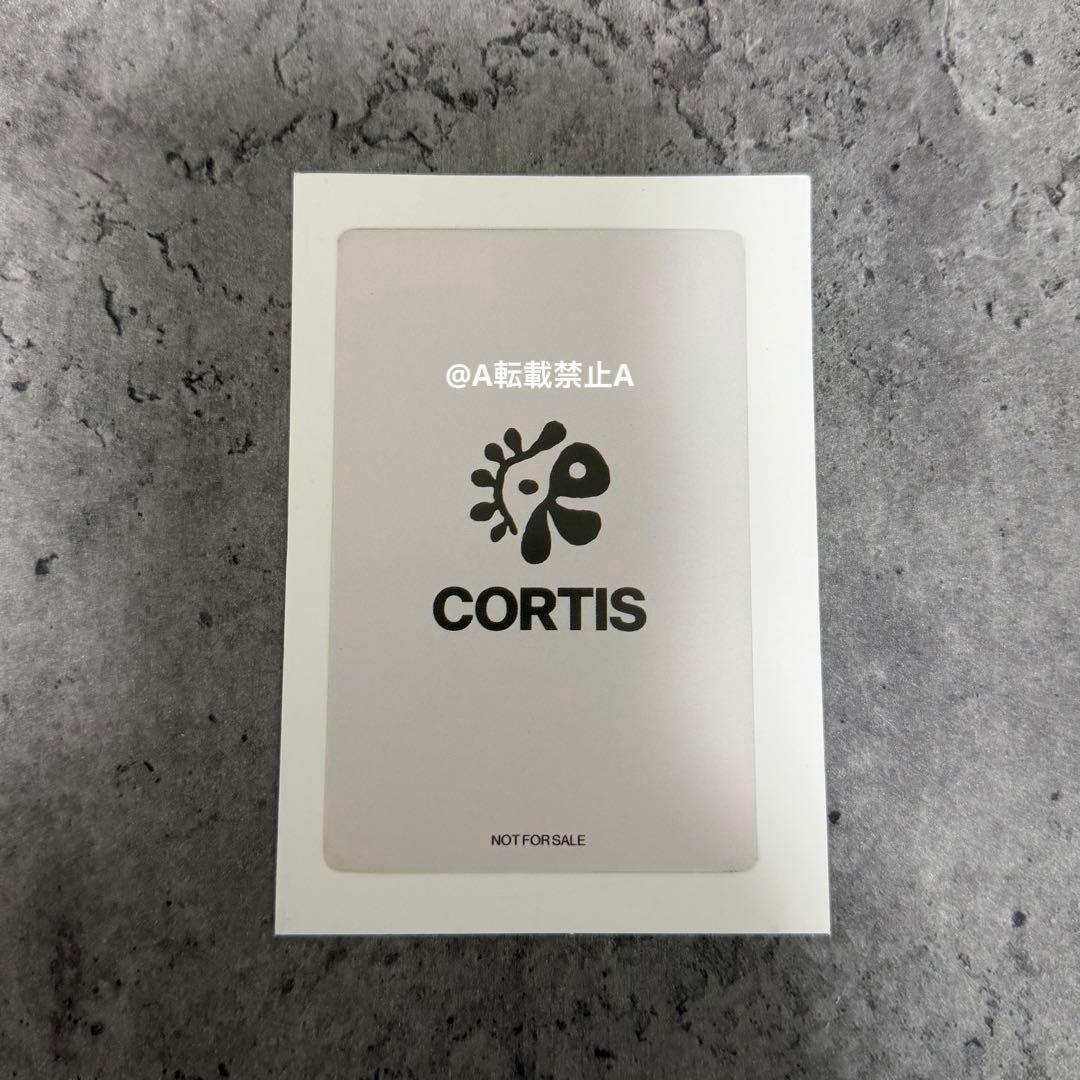 @A転載禁止A
CORTIS
NOT FOR SALE